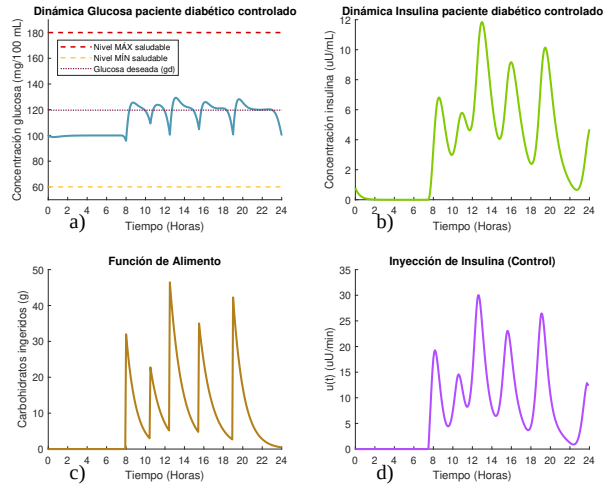 Dinámica Glucosa paciente diabético controlado
Concentración glucosa (mg/100 mL)
180
160
140
120
100
80
60
Nivel MÁX saludable
Nivel MÍN saludable
Glucosa deseada (gd)
0 2 4 6 8 10 12 14 16 18 20 22 24
Tiempo (Horas)
a)
Dinámica Insulina paciente diabético controlado
Concentración insulina (uU/mL)
12
10
8
6
4
2
0
0 2 4 6 8 10 12 14 16 18 20 22 24
Tiempo (Horas)
b)
Función de Alimento
Carbohidratos ingeridos (g)
50
40
30
20
10
0
0 2 4 6 8 10 12 14 16 18 20 22 24
Tiempo (Horas)
c)
Inyección de Insulina (Control)
u(t) (uU/min)
35
30
25
20
15
10
5
0
0 2 4 6 8 10 12 14 16 18 20 22 24
Tiempo (Horas)
d)